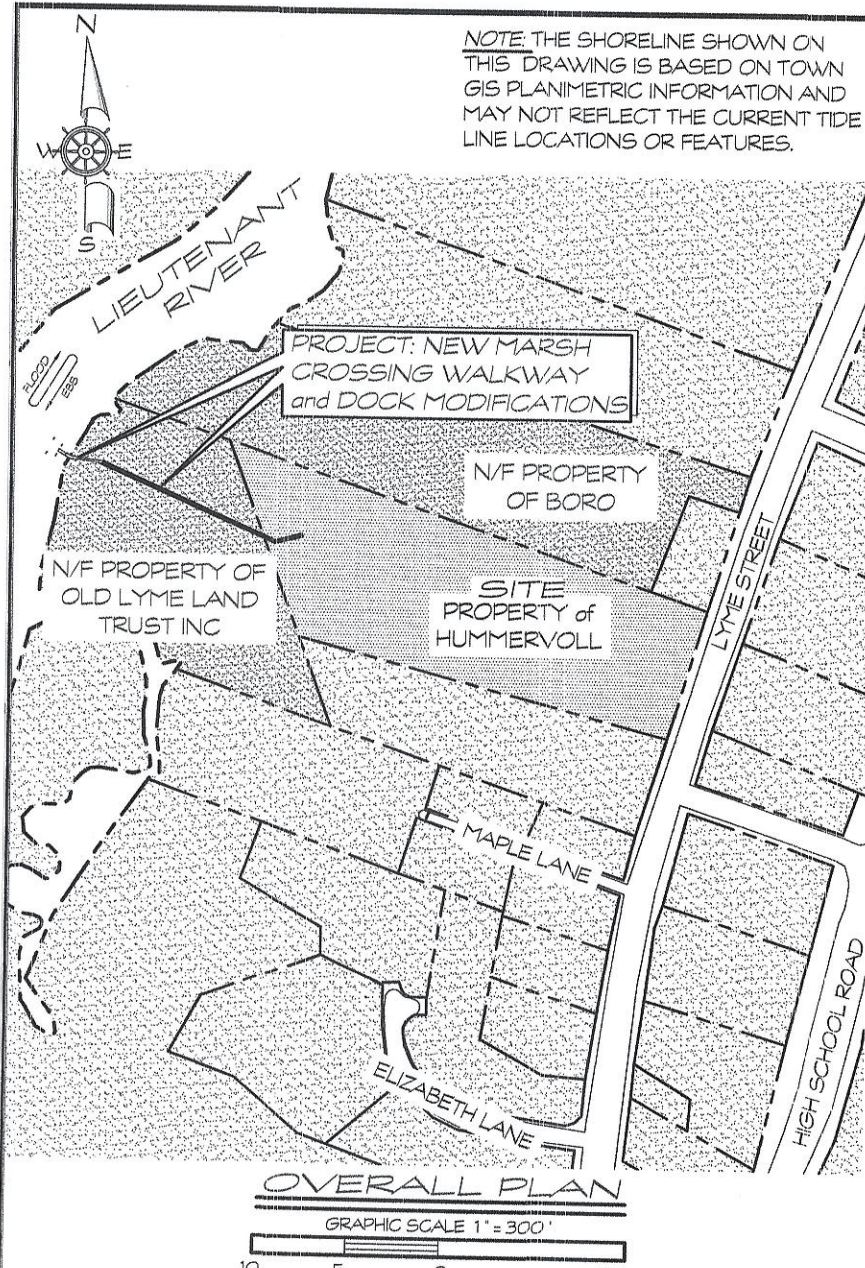 N
W E
S
NOTE: THE SHORELINE SHOWN ON
THIS DRAWING IS BASED ON TOWN
GIS PLANIMETRIC INFORMATION AND
MAY NOT REFLECT THE CURRENT TIDE
LINE LOCATIONS OR FEATURES.
LIEUTENANT
RIVER
FLOOD
EBB
PROJECT: NEW MARSH
CROSSING WALKWAY
and DOCK MODIFICATIONS
N/F PROPERTY
OF BORO
N/F PROPERTY OF
OLD LYME LAND
TRUST INC
SITE
PROPERTY of
HUMMERVOLL
LYME STREET
MAPLE LANE
ELIZABETH LANE
HIGH SCHOOL ROAD
OVERALL PLAN
GRAPHIC SCALE 1"=300'